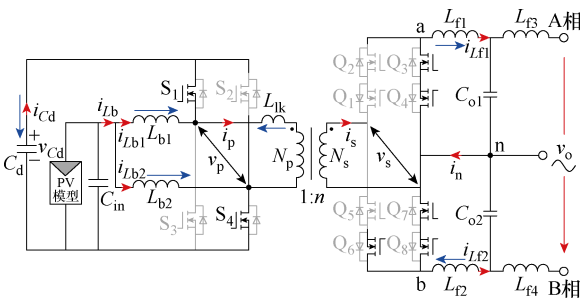 a
L_f1
L_f3
A相
i_Lf1
Q_2
Q_3
S_1
S_2
L_lk
Q_1
Q_4
C_o1
i_Cd
i_Lb
i_Lb1
L_b1
i_p
i_s
+
v_Cd
−
C_d
PV
模型
C_in
i_Lb2
L_b2
v_p
N_p
N_s
v_s
n
i_n
v_o
1:n
S_3
S_4
Q_5
Q_7
C_o2
Q_6
Q_8
i_Lf2
b
L_f2
L_f4
B相